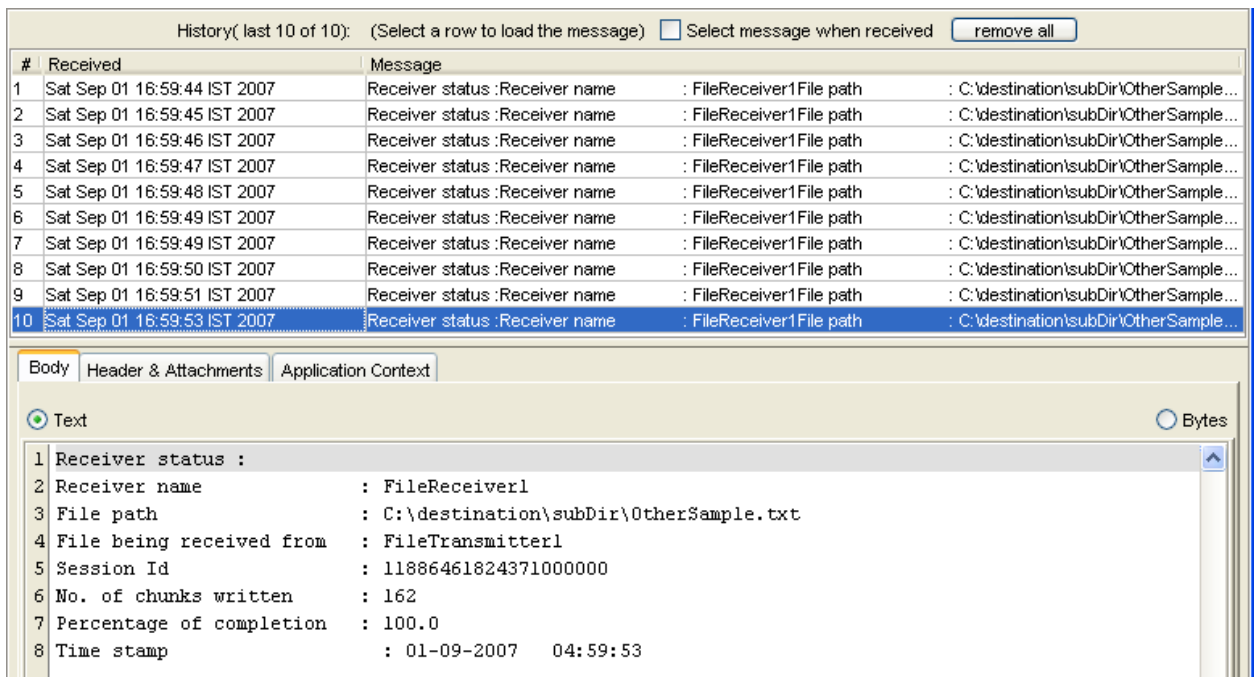 History( last 10 of 10): (Select a row to load the message) Select message when received remove all
# Received Message
1 Sat Sep 01 16:59:44 IST 2007 Receiver status :Receiver name : FileReceiver1File path : C:\destination\subDir\OtherSample...
2 Sat Sep 01 16:59:45 IST 2007 Receiver status :Receiver name : FileReceiver1File path : C:\destination\subDir\OtherSample...
3 Sat Sep 01 16:59:46 IST 2007 Receiver status :Receiver name : FileReceiver1File path : C:\destination\subDir\OtherSample...
4 Sat Sep 01 16:59:47 IST 2007 Receiver status :Receiver name : FileReceiver1File path : C:\destination\subDir\OtherSample...
5 Sat Sep 01 16:59:48 IST 2007 Receiver status :Receiver name : FileReceiver1File path : C:\destination\subDir\OtherSample...
6 Sat Sep 01 16:59:49 IST 2007 Receiver status :Receiver name : FileReceiver1File path : C:\destination\subDir\OtherSample...
7 Sat Sep 01 16:59:49 IST 2007 Receiver status :Receiver name : FileReceiver1File path : C:\destination\subDir\OtherSample...
8 Sat Sep 01 16:59:50 IST 2007 Receiver status :Receiver name : FileReceiver1File path : C:\destination\subDir\OtherSample...
9 Sat Sep 01 16:59:51 IST 2007 Receiver status :Receiver name : FileReceiver1File path : C:\destination\subDir\OtherSample...
10 Sat Sep 01 16:59:53 IST 2007 Receiver status :Receiver name : FileReceiver1File path : C:\destination\subDir\OtherSample...
Body Header & Attachments Application Context
Text Bytes
1 Receiver status :
2 Receiver name : FileReceiver1
3 File path : C:\destination\subDir\OtherSample.txt
4 File being received from : FileTransmitter1
5 Session Id : 11886461824371000000
6 No. of chunks written : 162
7 Percentage of completion : 100.0
8 Time stamp : 01-09-2007 04:59:53